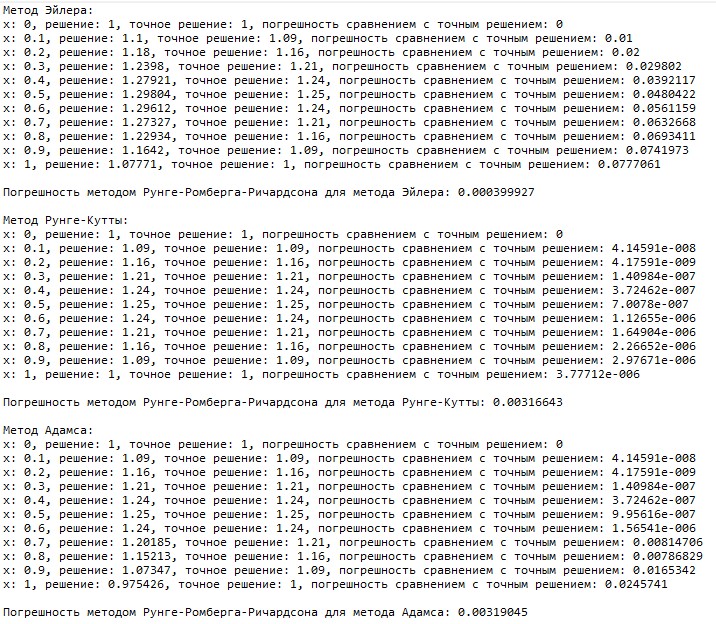 Метод Эйлера:
x: 0, решение: 1, точное решение: 1, погрешность сравнением с точным решением: 0
x: 0.1, решение: 1.1, точное решение: 1.09, погрешность сравнением с точным решением: 0.01
x: 0.2, решение: 1.18, точное решение: 1.16, погрешность сравнением с точным решением: 0.02
x: 0.3, решение: 1.2398, точное решение: 1.21, погрешность сравнением с точным решением: 0.029802
x: 0.4, решение: 1.27921, точное решение: 1.24, погрешность сравнением с точным решением: 0.0392117
x: 0.5, решение: 1.29804, точное решение: 1.25, погрешность сравнением с точным решением: 0.0480422
x: 0.6, решение: 1.29612, точное решение: 1.24, погрешность сравнением с точным решением: 0.0561159
x: 0.7, решение: 1.27327, точное решение: 1.21, погрешность сравнением с точным решением: 0.0632668
x: 0.8, решение: 1.22934, точное решение: 1.16, погрешность сравнением с точным решением: 0.0693411
x: 0.9, решение: 1.1642, точное решение: 1.09, погрешность сравнением с точным решением: 0.0741973
x: 1, решение: 1.07771, точное решение: 1, погрешность сравнением с точным решением: 0.0777061
Погрешность методом Рунге-Ромберга-Ричардсона для метода Эйлера: 0.000399927
Метод Рунге-Кутты:
x: 0, решение: 1, точное решение: 1, погрешность сравнением с точным решением: 0
x: 0.1, решение: 1.09, точное решение: 1.09, погрешность сравнением с точным решением: 4.14591e-008
x: 0.2, решение: 1.16, точное решение: 1.16, погрешность сравнением с точным решением: 4.17591e-009
x: 0.3, решение: 1.21, точное решение: 1.21, погрешность сравнением с точным решением: 1.40984e-007
x: 0.4, решение: 1.24, точное решение: 1.24, погрешность сравнением с точным решением: 3.72462e-007
x: 0.5, решение: 1.25, точное решение: 1.25, погрешность сравнением с точным решением: 7.0078e-007
x: 0.6, решение: 1.24, точное решение: 1.24, погрешность сравнением с точным решением: 1.12655e-006
x: 0.7, решение: 1.21, точное решение: 1.21, погрешность сравнением с точным решением: 1.64904e-006
x: 0.8, решение: 1.16, точное решение: 1.16, погрешность сравнением с точным решением: 2.26652e-006
x: 0.9, решение: 1.09, точное решение: 1.09, погрешность сравнением с точным решением: 2.97671e-006
x: 1, решение: 1, точное решение: 1, погрешность сравнением с точным решением: 3.77712e-006
Погрешность методом Рунге-Ромберга-Ричардсона для метода Рунге-Кутты: 0.00316643
Метод Адамса:
x: 0, решение: 1, точное решение: 1, погрешность сравнением с точным решением: 0
x: 0.1, решение: 1.09, точное решение: 1.09, погрешность сравнением с точным решением: 4.14591e-008
x: 0.2, решение: 1.16, точное решение: 1.16, погрешность сравнением с точным решением: 4.17591e-009
x: 0.3, решение: 1.21, точное решение: 1.21, погрешность сравнением с точным решением: 1.40984e-007
x: 0.4, решение: 1.24, точное решение: 1.24, погрешность сравнением с точным решением: 3.72462e-007
x: 0.5, решение: 1.25, точное решение: 1.25, погрешность сравнением с точным решением: 9.95616e-007
x: 0.6, решение: 1.24, точное решение: 1.24, погрешность сравнением с точным решением: 1.56541e-006
x: 0.7, решение: 1.20185, точное решение: 1.21, погрешность сравнением с точным решением: 0.00814706
x: 0.8, решение: 1.15213, точное решение: 1.16, погрешность сравнением с точным решением: 0.00786829
x: 0.9, решение: 1.07347, точное решение: 1.09, погрешность сравнением с точным решением: 0.0165342
x: 1, решение: 0.975426, точное решение: 1, погрешность сравнением с точным решением: 0.0245741
Погрешность методом Рунге-Ромберга-Ричардсона для метода Адамса: 0.00319045